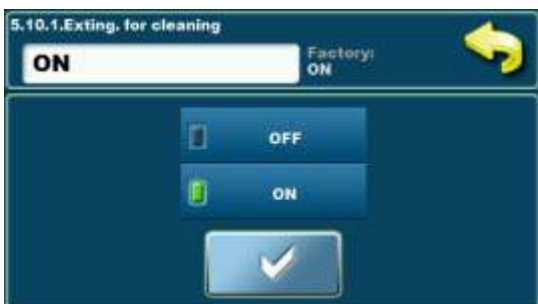 5.10.1.Exting. for cleaning
ON
Factory:
ON
OFF
ON